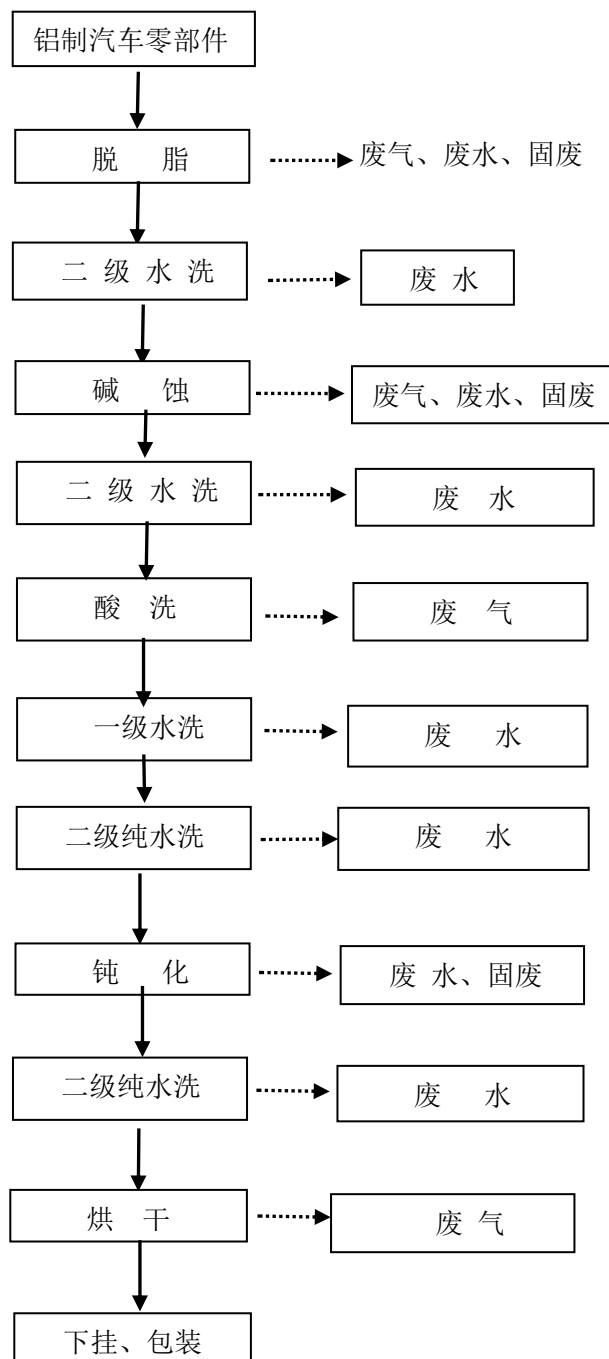 铝制汽车零部件
脱 脂 废气、废水、固废
二 级 水 洗 废 水
碱 蚀 废气、废水、固废
二 级 水 洗 废 水
酸 洗 废 气
一级水洗 废 水
二级纯水洗 废 水
钝 化 废 水、固废
二级纯水洗 废 水
烘 干 废 气
下挂、包装